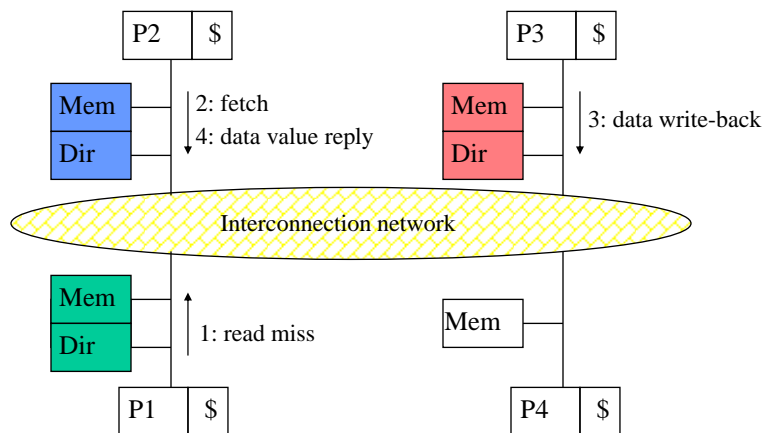 P2 $
P3 $
Mem
Dir
2: fetch
4: data value reply
Mem
Dir
3: data write-back
Interconnection network
Mem
Dir
1: read miss
Mem
P1 $
P4 $